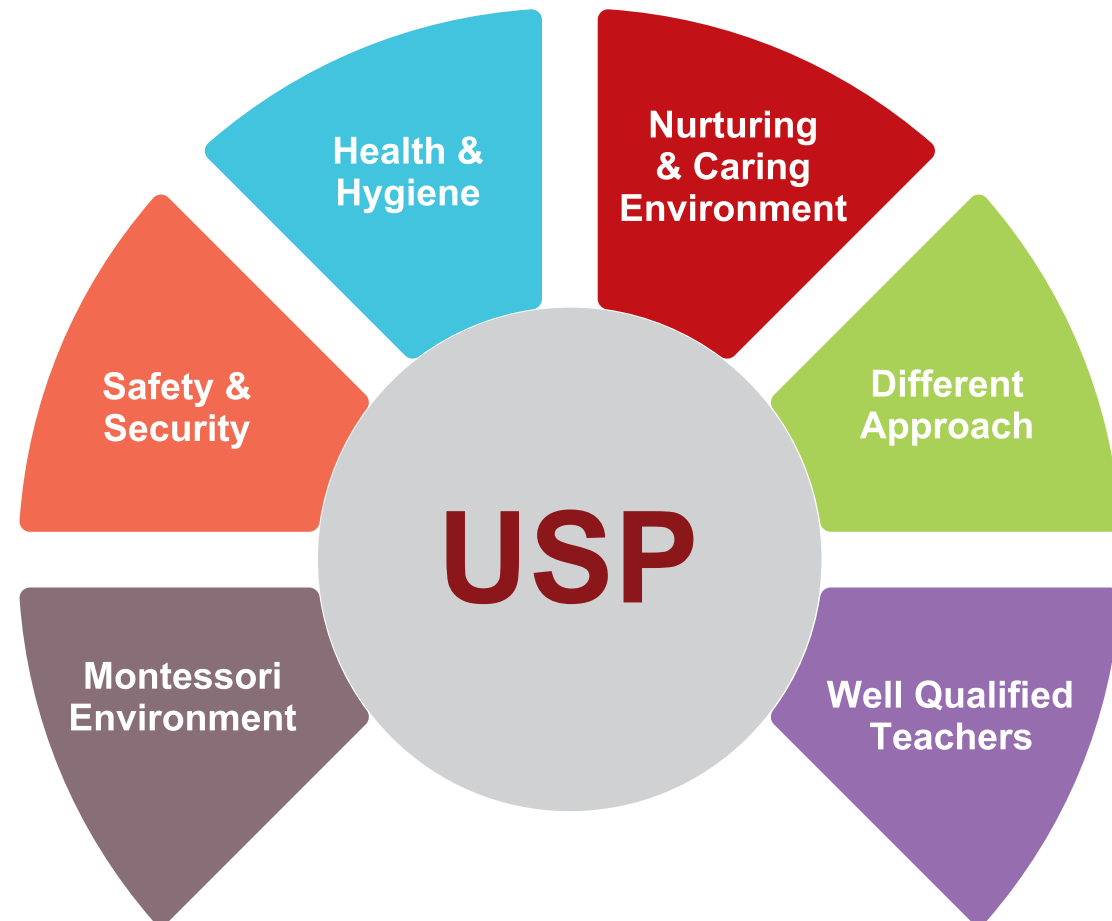 Health &
Hygiene
Nurturing
& Caring
Environment
Safety &
Security
Different
Approach
USP
Montessori
Environment
Well Qualified
Teachers